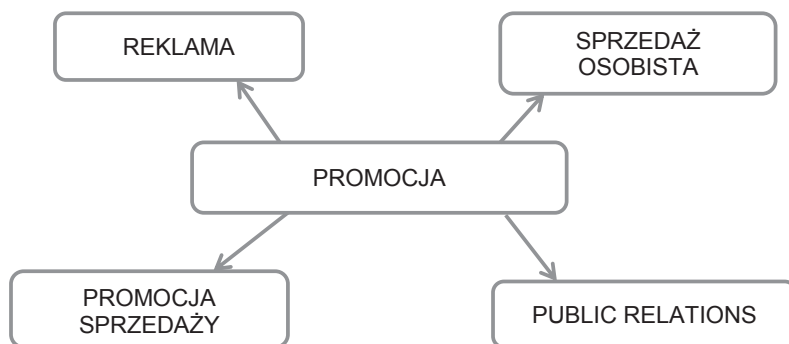 REKLAMA
SPRZEDAŻ
OSOBISTA
PROMOCJA
PROMOCJA
SPRZEDAŻY
PUBLIC RELATIONS